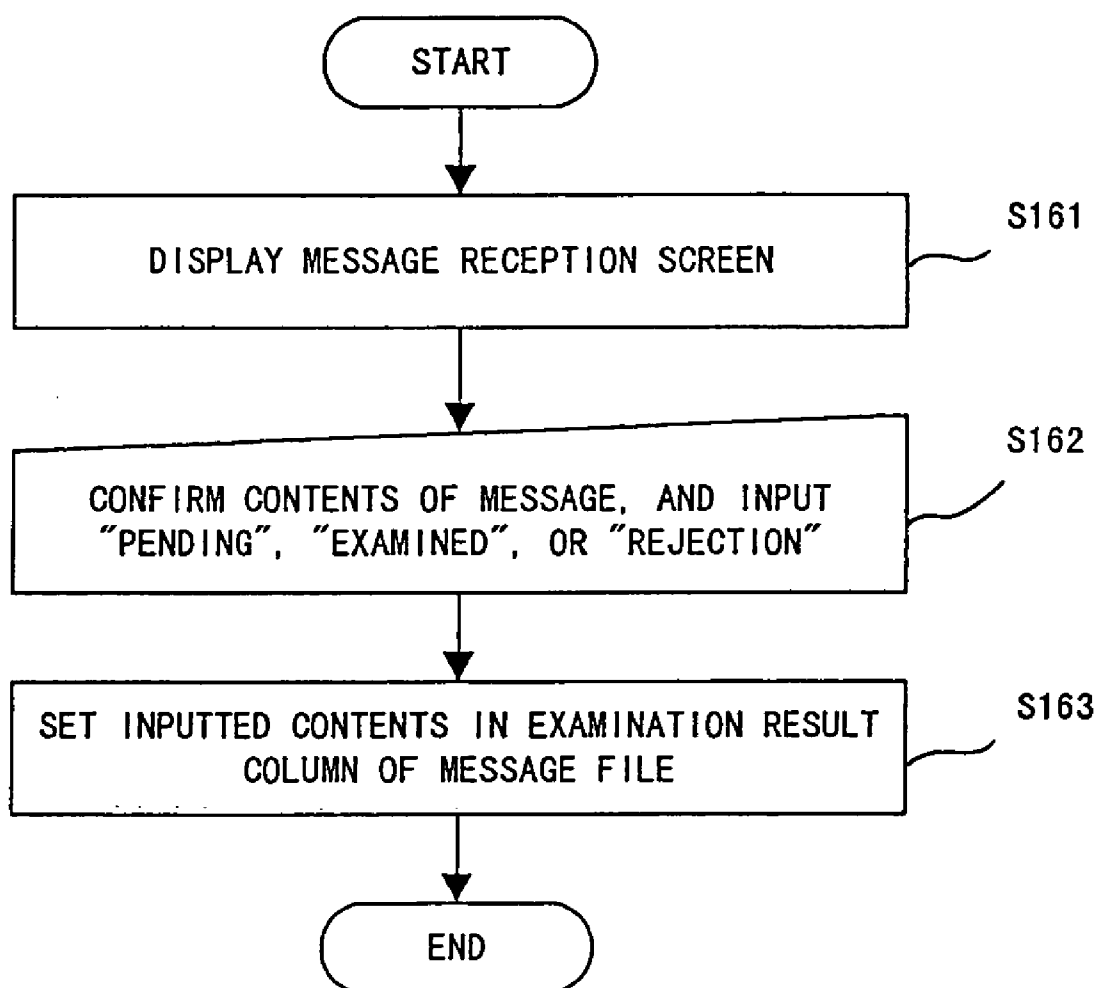 START
DISPLAY MESSAGE RECEPTION SCREEN
S161
CONFIRM CONTENTS OF MESSAGE, AND INPUT
"PENDING", "EXAMINED", OR "REJECTION"
S162
SET INPUTTED CONTENTS IN EXAMINATION RESULT
COLUMN OF MESSAGE FILE
S163
END